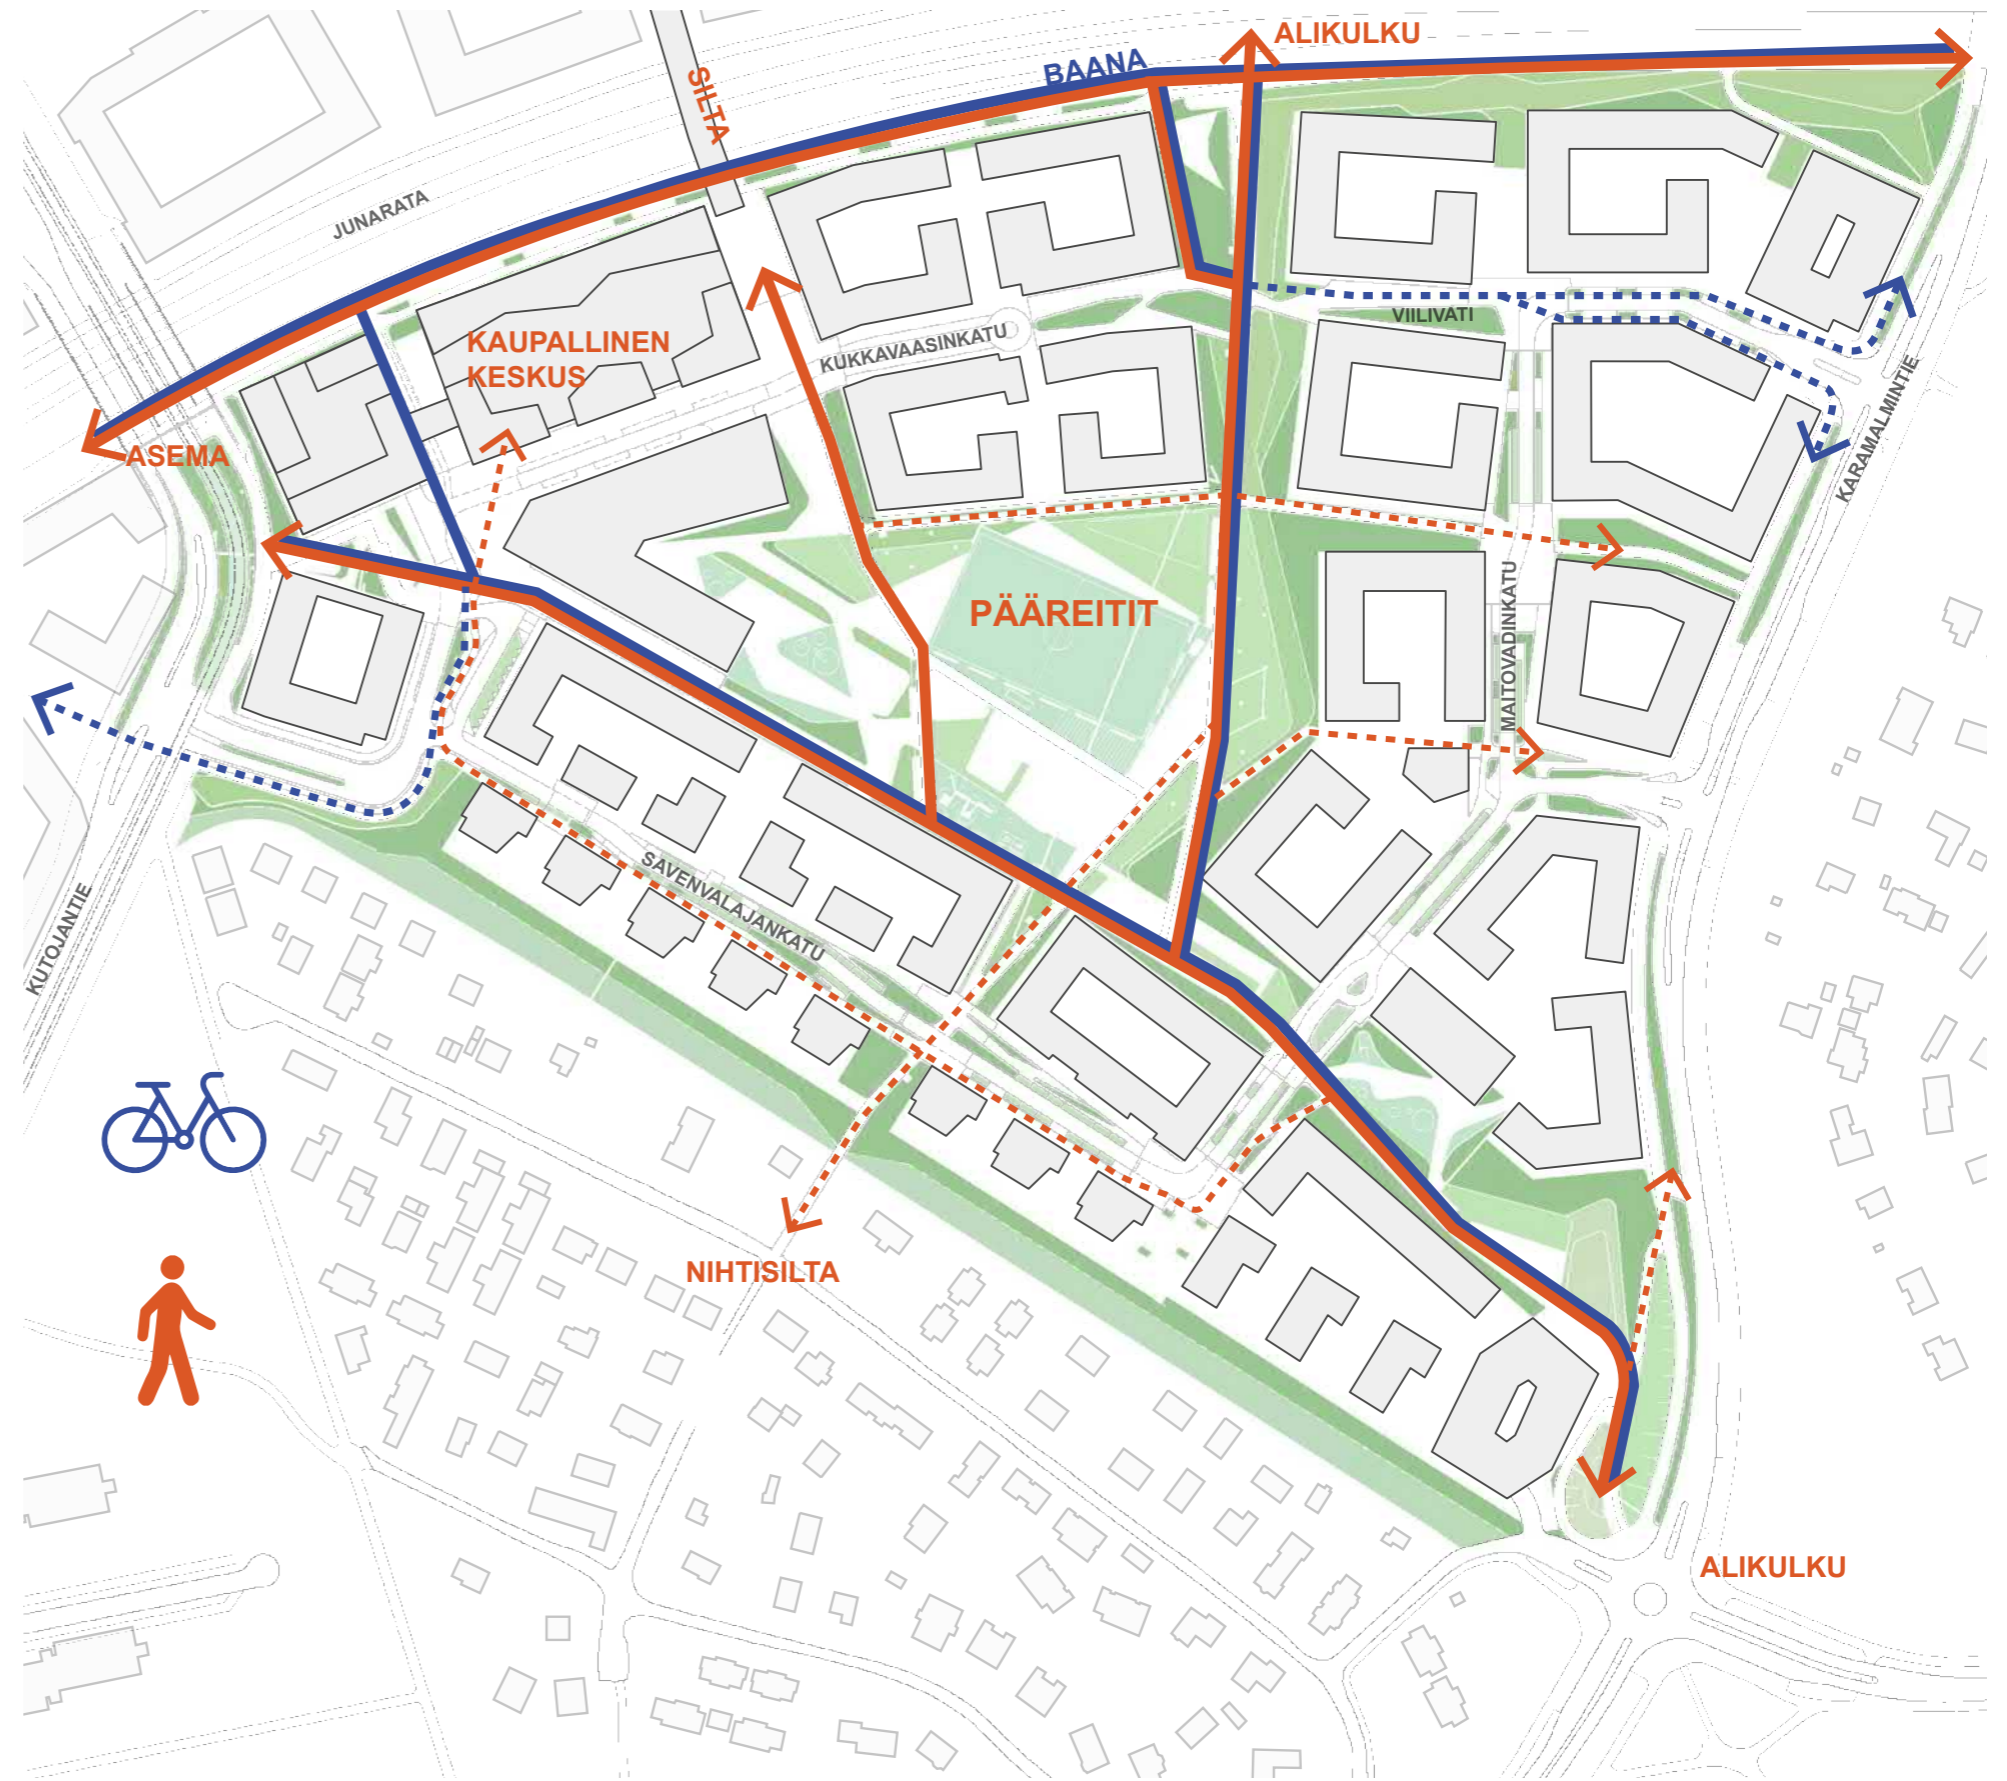 ALIKULKU
BAANA
SILTA
JUNARATA
VIILIVATI
KAUPALLINEN
KESKUS
KUKKAVAASINKATU
KARAMALMINTIE
ASEMA
PÄÄREITIT
MAITOVADINKATU
SAVENVALAJANKATU
KUTOJANTIE
NIHTISILTA
ALIKULKU